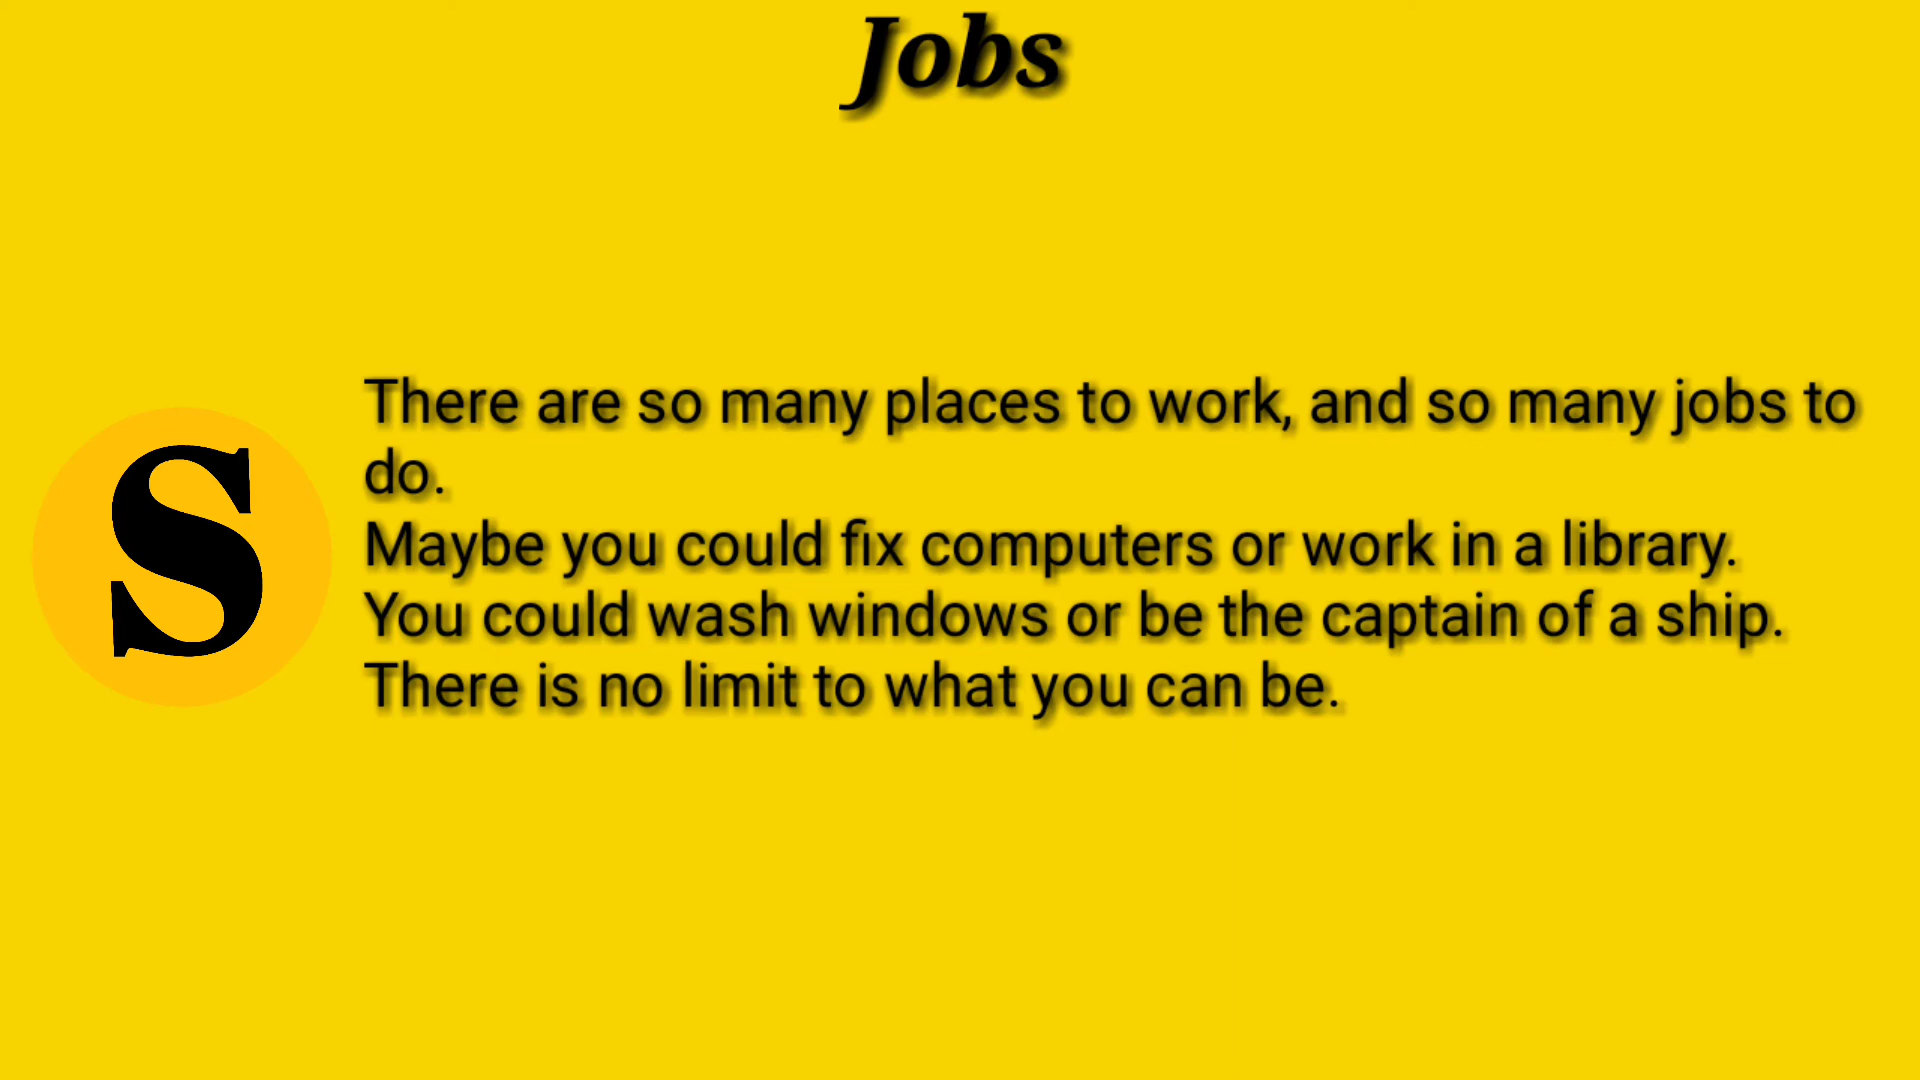 Jobs
There are so many places to work, and so many jobs to
do.
S
Maybe you could fix computers or work in a library.
You could wash windows or be the captain of a ship.
There is no limit to what you can be.